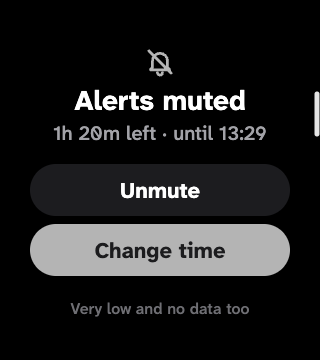 Alerts muted
1h 20m left · until 13:29
Unmute
Change time
Very low and no data too